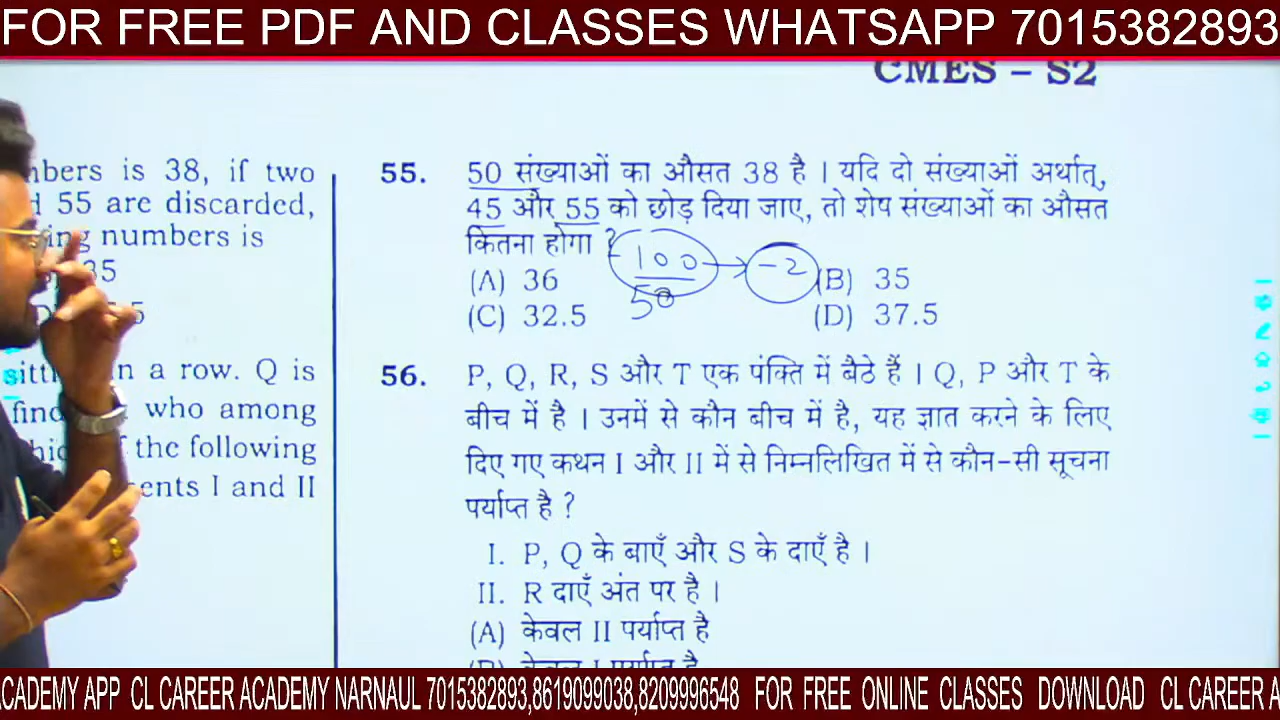 FOR FREE PDF AND CLASSES WHATSAPP 7015382893
CMES – S2
nbers is 38, if two
55 are discarded,
numbers is
35
5
a row. Q is
who among
the following
ents I and II
55. 50 संख्याओं का औसत 38 है । यदि दो संख्याओं अर्थात्,
45 और 55 को छोड़ दिया जाए, तो शेष संख्याओं का औसत
कितना होगा ?
100 → -2
50
(A) 36 (B) 35
(C) 32.5 (D) 37.5
56. P, Q, R, S और T एक पंक्ति में बैठे हैं । Q, P और T के
बीच में है । उनमें से कौन बीच में है, यह ज्ञात करने के लिए
दिए गए कथन I और II में से निम्नलिखित में से कौन-सी सूचना
पर्याप्त है ?
I. P, Q के बाएँ और S के दाएँ है ।
II. R दाएँ अंत पर है ।
(A) केवल II पर्याप्त है
CADEMY APP CL CAREER ACADEMY NARNAUL 7015382893,8619099038,8209996548 FOR FREE ONLINE CLASSES DOWNLOAD CL CAREER A